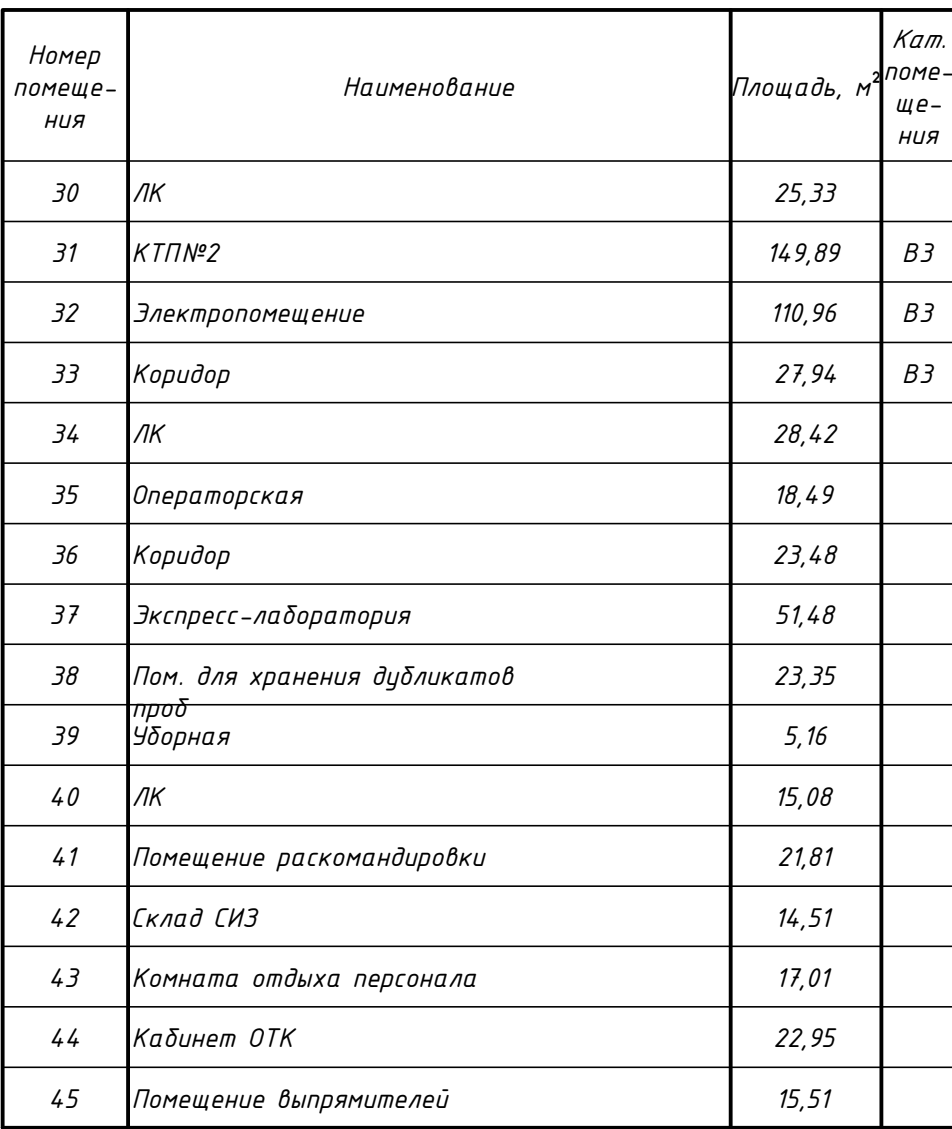 Номер помеще-ния Наименование Площадь, м² Кат. поме-ще-ния
30 ЛК 25,33
31 КТП№2 149,89 В3
32 Электропомещение 110,96 В3
33 Коридор 27,94 В3
34 ЛК 28,42
35 Операторская 18,49
36 Коридор 23,48
37 Экспресс-лаборатория 51,48
38 Пом. для хранения дубликатов 23,35
проб
39 Уборная 5,16
40 ЛК 15,08
41 Помещение раскомандировки 21,81
42 Склад СИЗ 14,51
43 Комната отдыха персонала 17,01
44 Кабинет ОТК 22,95
45 Помещение выпрямителей 15,51